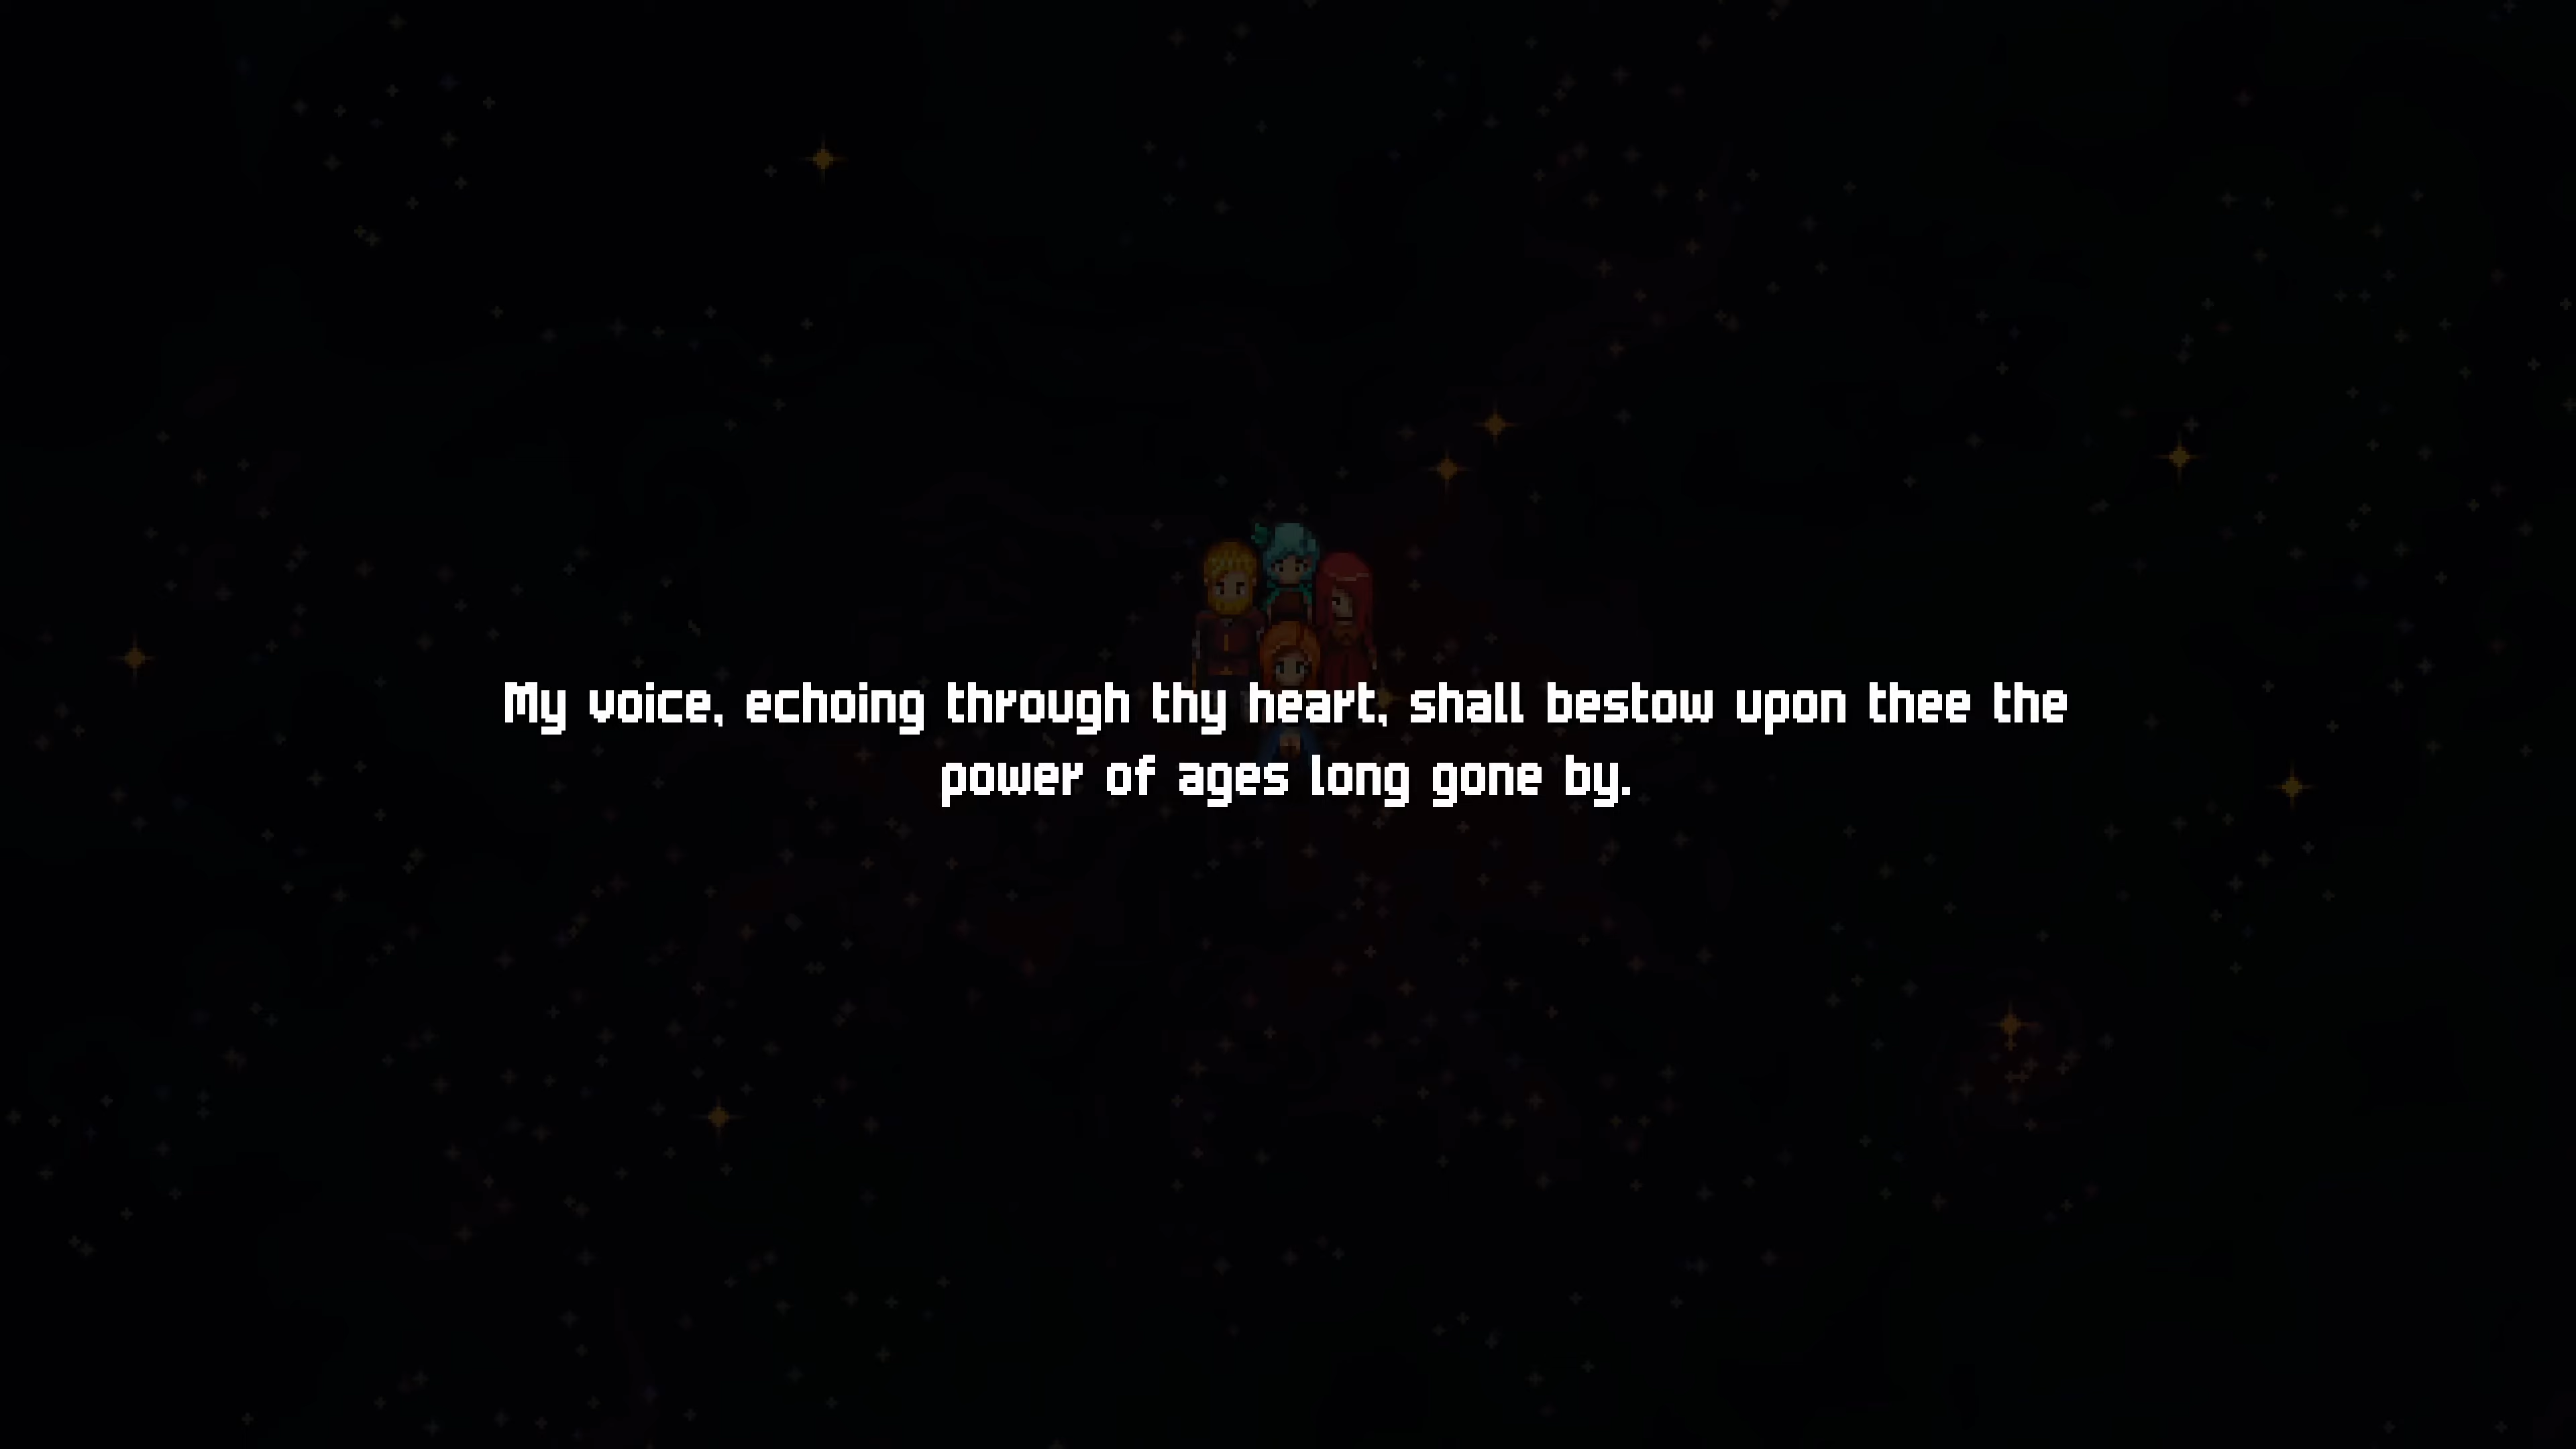 My voice, echoing through thy heart, shall bestow upon thee the
power of ages long gone by.